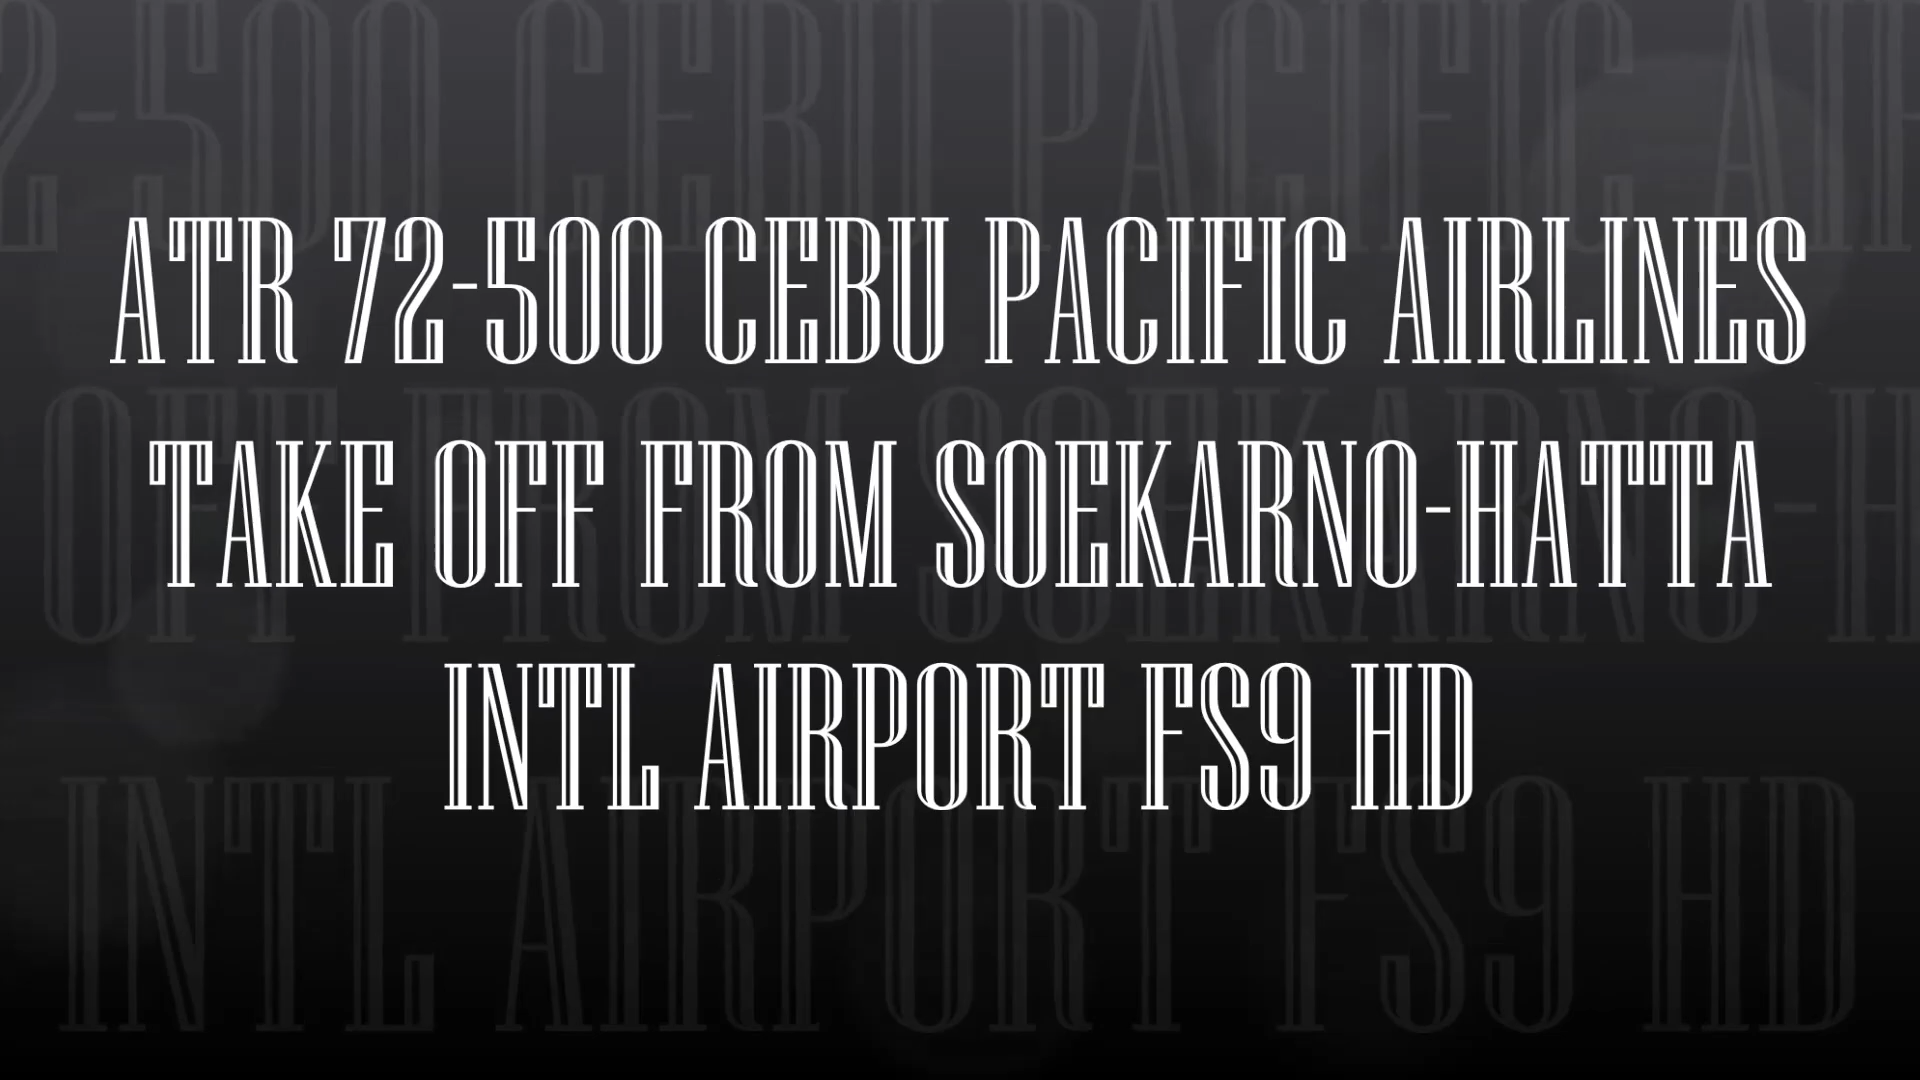 ATR 72-500 CEBU PACIFIC AIRLINES
TAKE OFF FROM SOEKARNO-HATTA
INTL AIRPORT FS9 HD